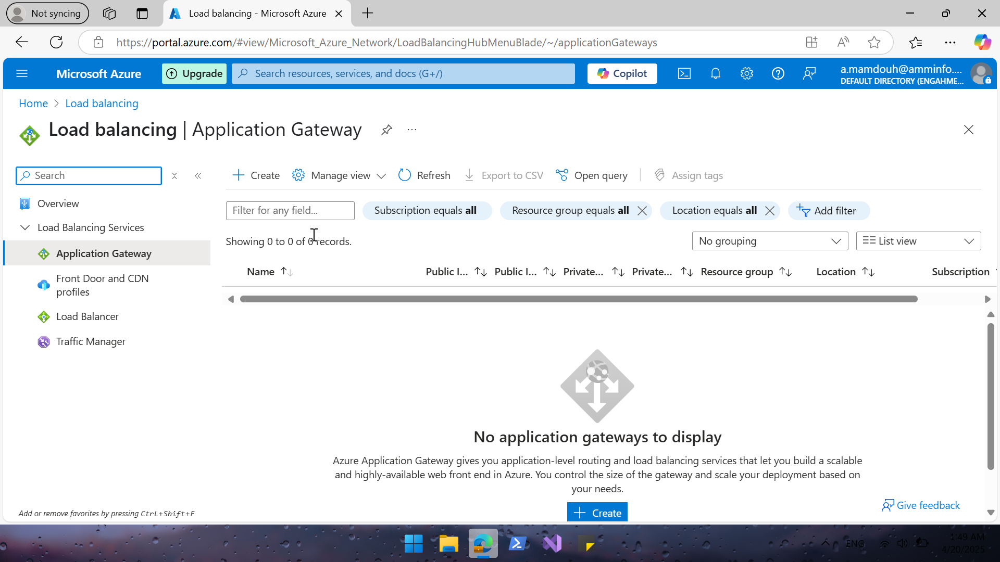 Not syncing
Load balancing - Microsoft Azure
https://portal.azure.com/#view/Microsoft_Azure_Network/LoadBalancingHubMenuBlade/~/applicationGateways
Microsoft Azure
Upgrade
Search resources, services, and docs (G+/)
Copilot
a.mamdouh@amminfo....
DEFAULT DIRECTORY (ENGAHME...
Home > Load balancing
Load balancing | Application Gateway
Search
Create
Manage view
Refresh
Export to CSV
Open query
Assign tags
Overview
Load Balancing Services
Application Gateway
Front Door and CDN
profiles
Load Balancer
Traffic Manager
Add or remove favorites by pressing Ctrl+Shift+F
Filter for any field...
Subscription equals all
Resource group equals all
Location equals all
Add filter
Showing 0 to 0 of 0 records.
No grouping
List view
Name
Public I...
Public I...
Private...
Private...
Resource group
Location
Subscription
No application gateways to display
Azure Application Gateway gives you application-level routing and load balancing services that let you build a scalable
and highly-available web front end in Azure. You control the size of the gateway and scale your deployment based on
your needs.
Create
Give feedback
ENG
1:49 AM
4/20/2025